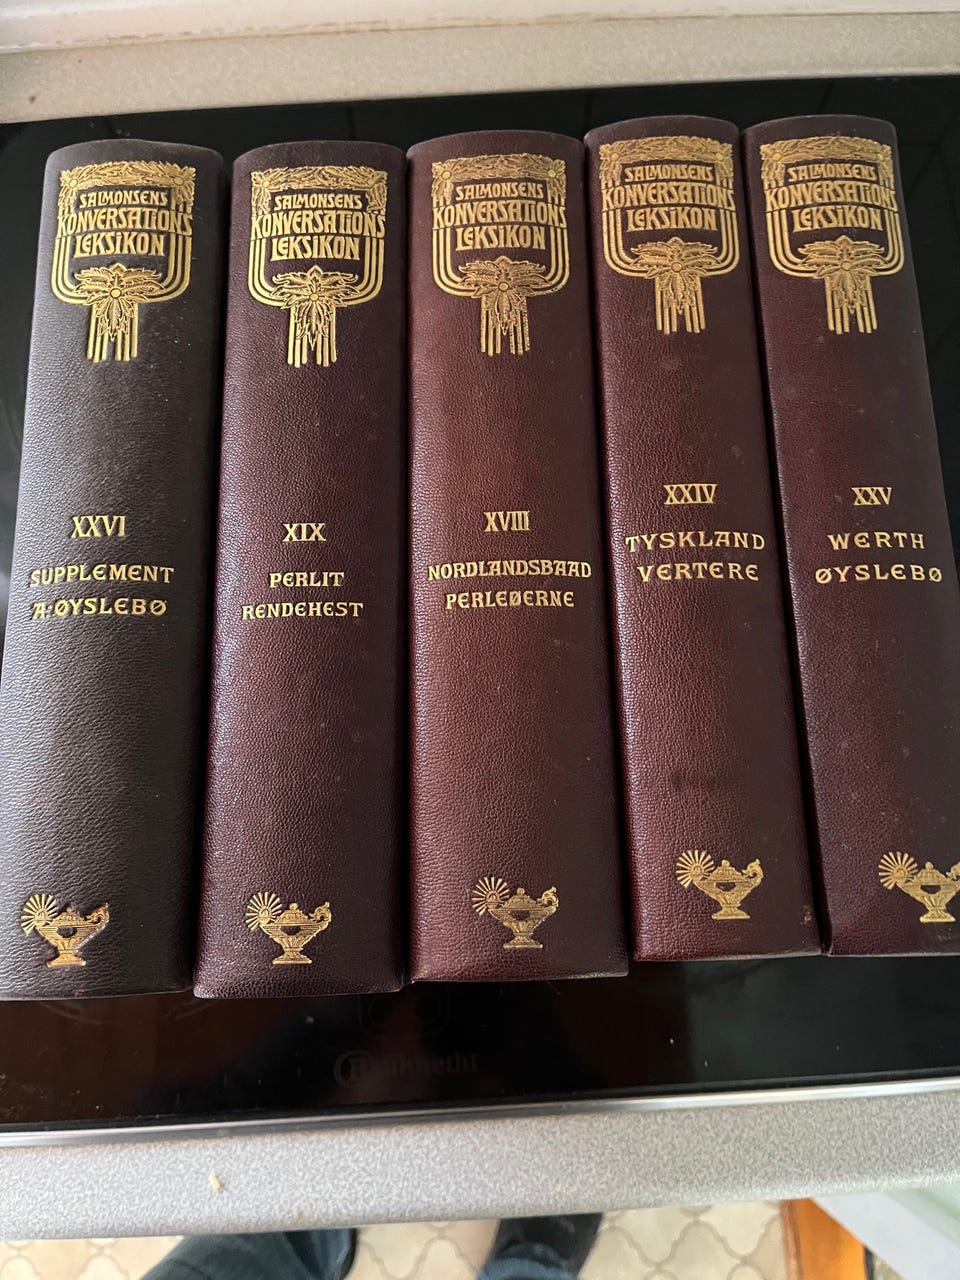 SALMONSENS
KONVERSATIONS
LEKSIKON
XXVI
SUPPLEMENT
A-ØYSLEBØ
SALMONSENS
KONVERSATIONS
LEKSIKON
XIX
PERLIT
RENDEHEST
SALMONSENS
KONVERSATIONS
LEKSIKON
XVIII
NORDLANDSBAAD
PERLEØERNE
SALMONSENS
KONVERSATIONS
LEKSIKON
XXIV
TYSKLAND
VERTERE
SALMONSENS
KONVERSATIONS
LEKSIKON
XXV
WERTH
ØYSLEBØ